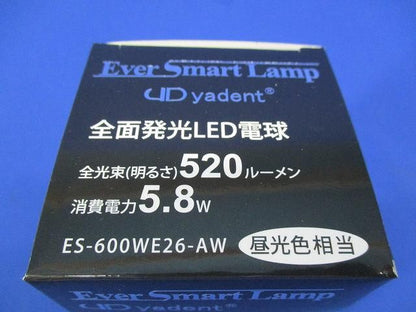 Ever Smart Lamp
UD yadent®
全面発光LED電球
全光束(明るさ)520ルーメン
消費電力5.8W
ES-600WE26-AW 昼光色相当
Ever Smart Lamp